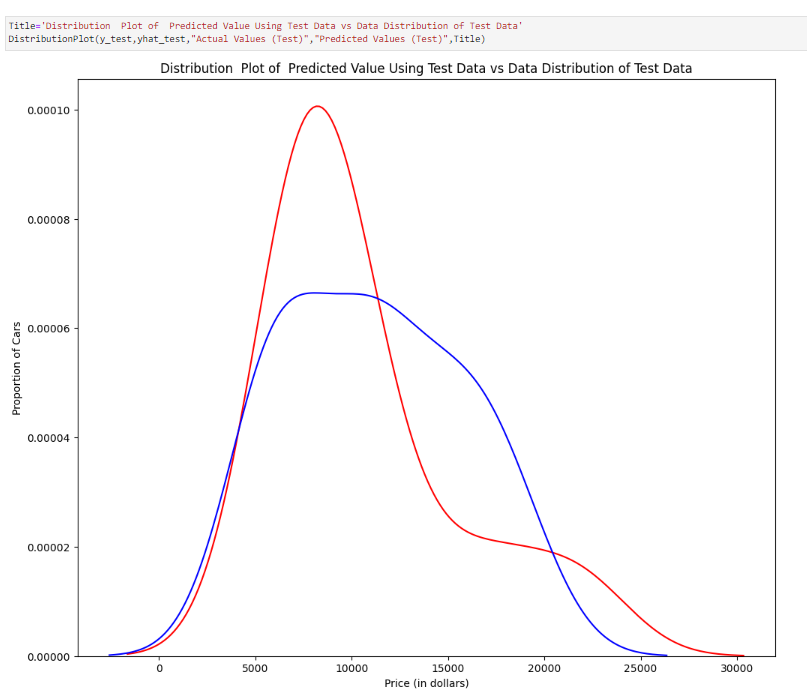 Title='Distribution  Plot of  Predicted Value Using Test Data vs Data Distribution of Test Data'
DistributionPlot(y_test,yhat_test,"Actual Values (Test)","Predicted Values (Test)",Title)
Distribution  Plot of  Predicted Value Using Test Data vs Data Distribution of Test Data
0.00010
0.00008
0.00006
0.00004
0.00002
0.00000
Proportion of Cars
0 5000 10000 15000 20000 25000 30000
Price (in dollars)